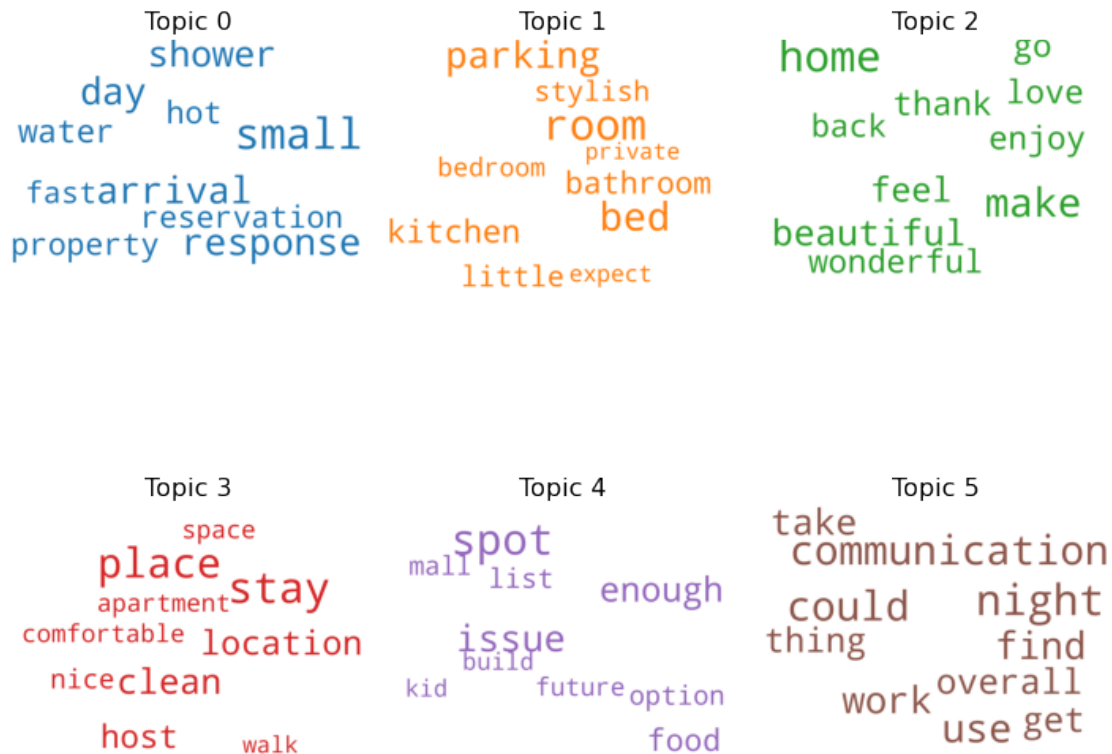 Topic 0
shower
day
hot
water
small
fast arrival
reservation
property response
Topic 1
parking
stylish
room
private
bedroom
bathroom
bed
kitchen
little expect
Topic 2
home go
love
thank
back
enjoy
feel
make
beautiful
wonderful
Topic 3
space
place
stay
apartment
comfortable
location
nice clean
host
walk
Topic 4
spot
mall
list
enough
issue
build
kid future
option
food
Topic 5
take
communication
could night
thing find
overall
work
use get